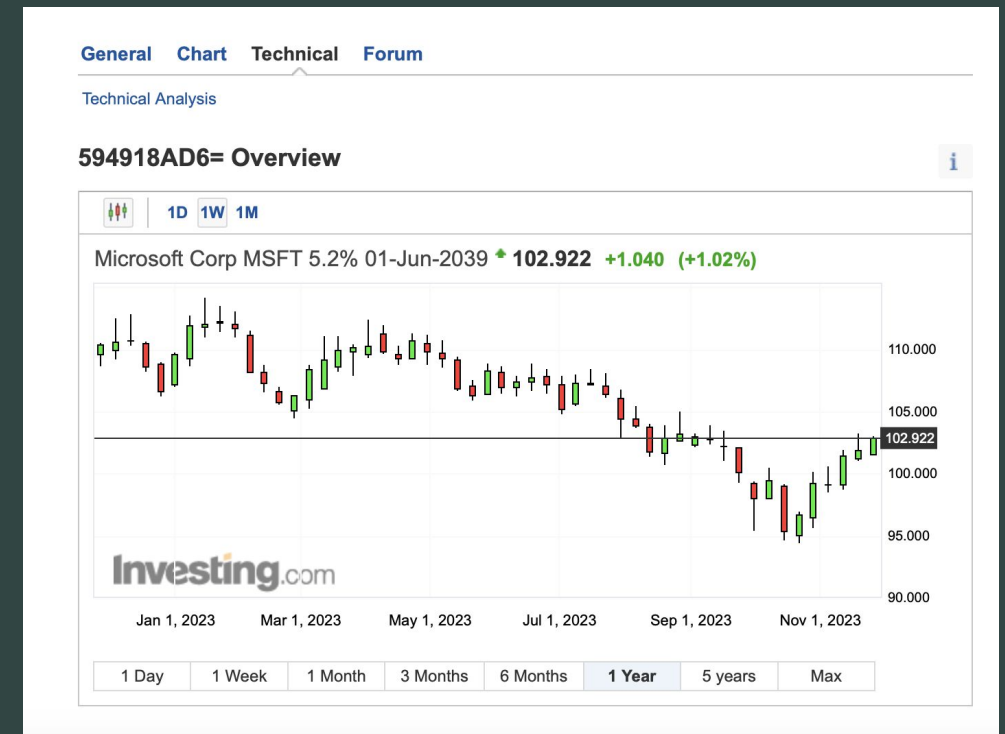 General Chart Technical Forum
Technical Analysis
594918AD6= Overview
i
1D 1W 1M
Microsoft Corp MSFT 5.2% 01-Jun-2039 102.922 +1.040 (+1.02%)
110.000
105.000
102.922
100.000
95.000
90.000
Investing.com
Jan 1, 2023 Mar 1, 2023 May 1, 2023 Jul 1, 2023 Sep 1, 2023 Nov 1, 2023
1 Day 1 Week 1 Month 3 Months 6 Months 1 Year 5 years Max